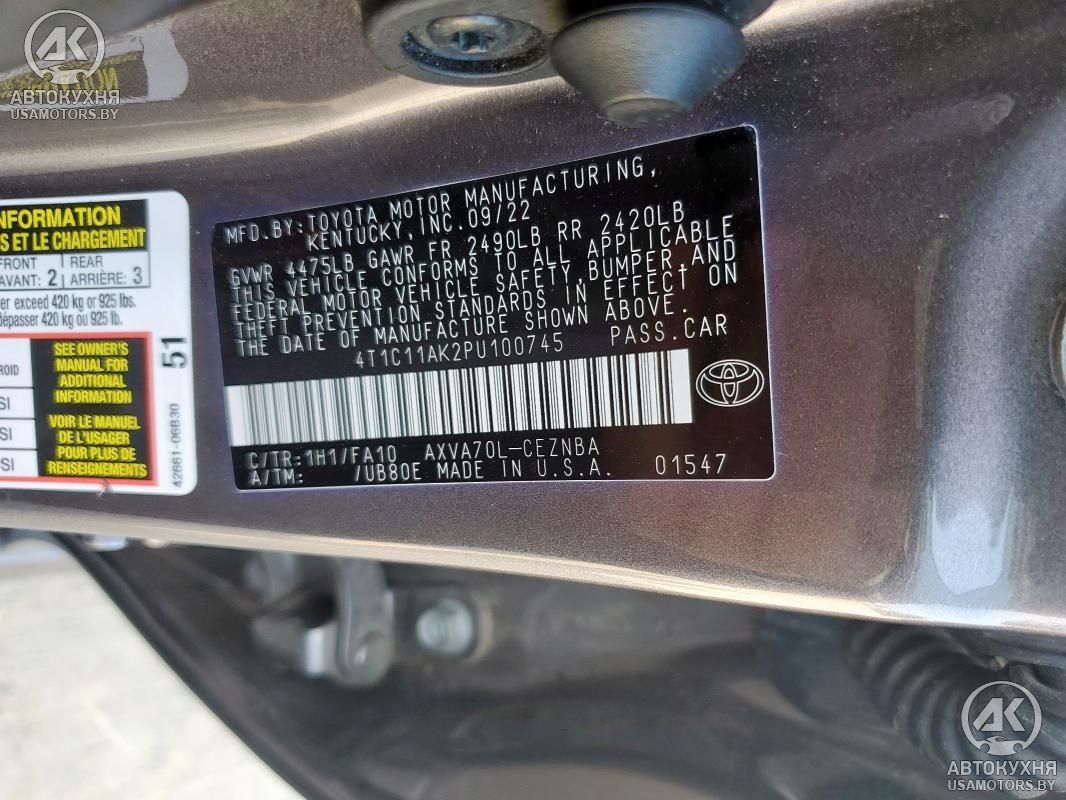 АК
АВТОКУХНЯ
USAMOTORS.BY
INFORMATION
S ET LE CHARGEMENT
FRONT
AVANT: 2
REAR
ARRIÈRE: 3
er exceed 420 kg or 925 lbs.
dépasser 420 kg ou 925 lb.
ROID
SI
SI
SI
SEE OWNER'S
MANUAL FOR
ADDITIONAL
INFORMATION
VOIR LE MANUEL
DE L'USAGER
POUR PLUS DE
RENSEIGNEMENTS
51
42661-06B30
MFD.BY:TOYOTA MOTOR MANUFACTURING,
KENTUCKY, INC.09/22
GVWR 4475LB GAWR FR 2490LB RR 2420LB
THIS VEHICLE CONFORMS TO ALL APPLICABLE
FEDERAL MOTOR VEHICLE SAFETY, BUMPER, AND
THEFT PREVENTION STANDARDS IN EFFECT ON
THE DATE OF MANUFACTURE SHOWN ABOVE.
4T1C11AK2PU100745 PASS.CAR
C/TR:1H1/FA10 AXVA70L-CEZNBA
A/TM: /UB80E MADE IN U.S.A. 01547
АК
АВТОКУХНЯ
USAMOTORS.BY